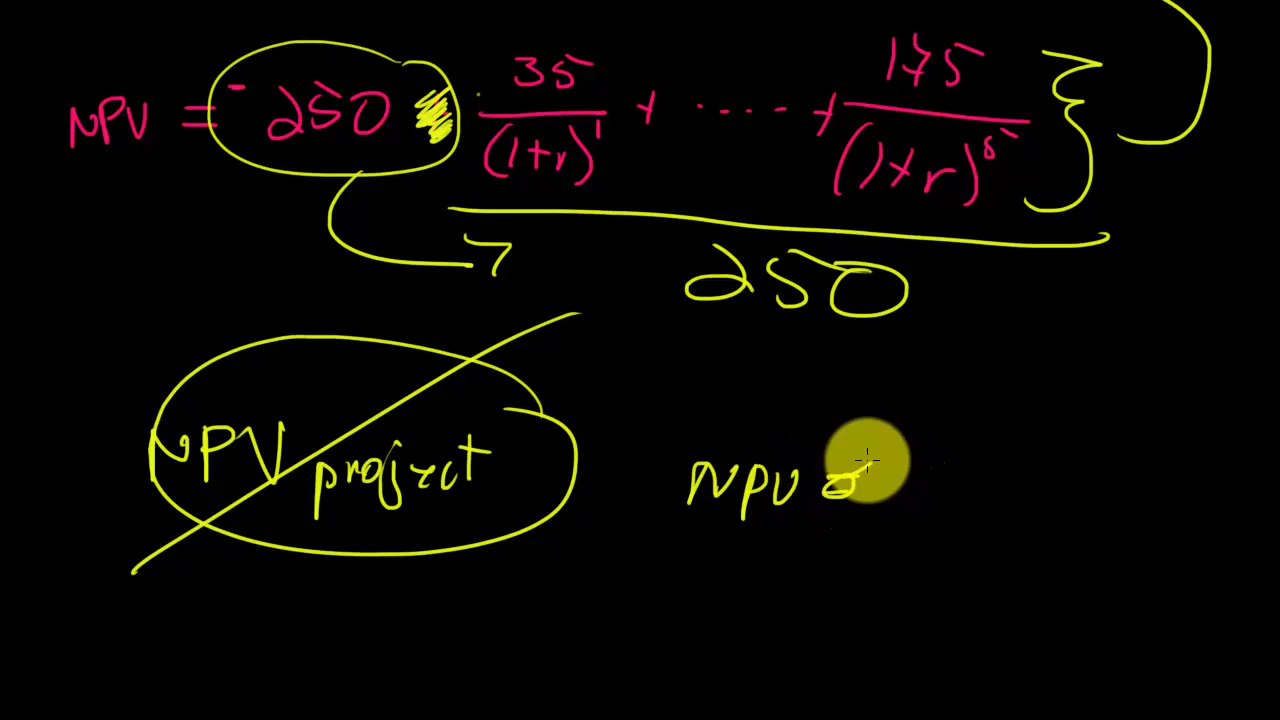 NPV = - 250 35/(1+r)^1 + ..... + 175/(1+r)^5
250
NPV project
NPV